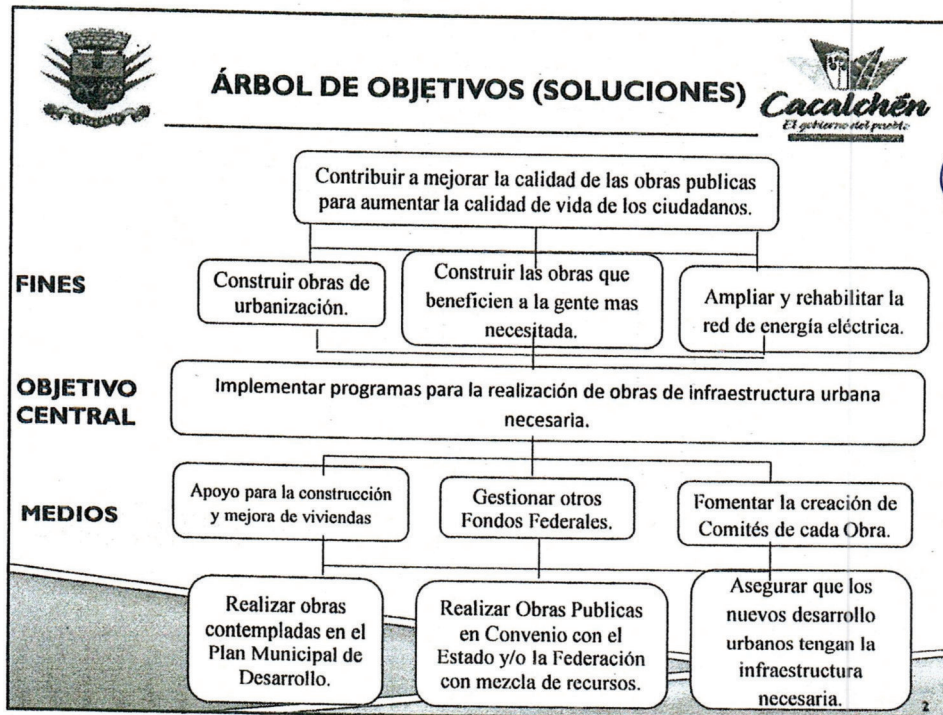 ÁRBOL DE OBJETIVOS (SOLUCIONES)
Cacalchén
El gobierno del pueblo
Contribuir a mejorar la calidad de las obras publicas
para aumentar la calidad de vida de los ciudadanos.
FINES
Construir obras de
urbanización.
Construir las obras que
beneficien a la gente mas
necesitada.
Ampliar y rehabilitar la
red de energía eléctrica.
OBJETIVO
CENTRAL
Implementar programas para la realización de obras de infraestructura urbana
necesaria.
MEDIOS
Apoyo para la construcción
y mejora de viviendas
Gestionar otros
Fondos Federales.
Fomentar la creación de
Comités de cada Obra.
Realizar obras
contempladas en el
Plan Municipal de
Desarrollo.
Realizar Obras Publicas
en Convenio con el
Estado y/o la Federación
con mezcla de recursos.
Asegurar que los
nuevos desarrollo
urbanos tengan la
infraestructura
necesaria.
2